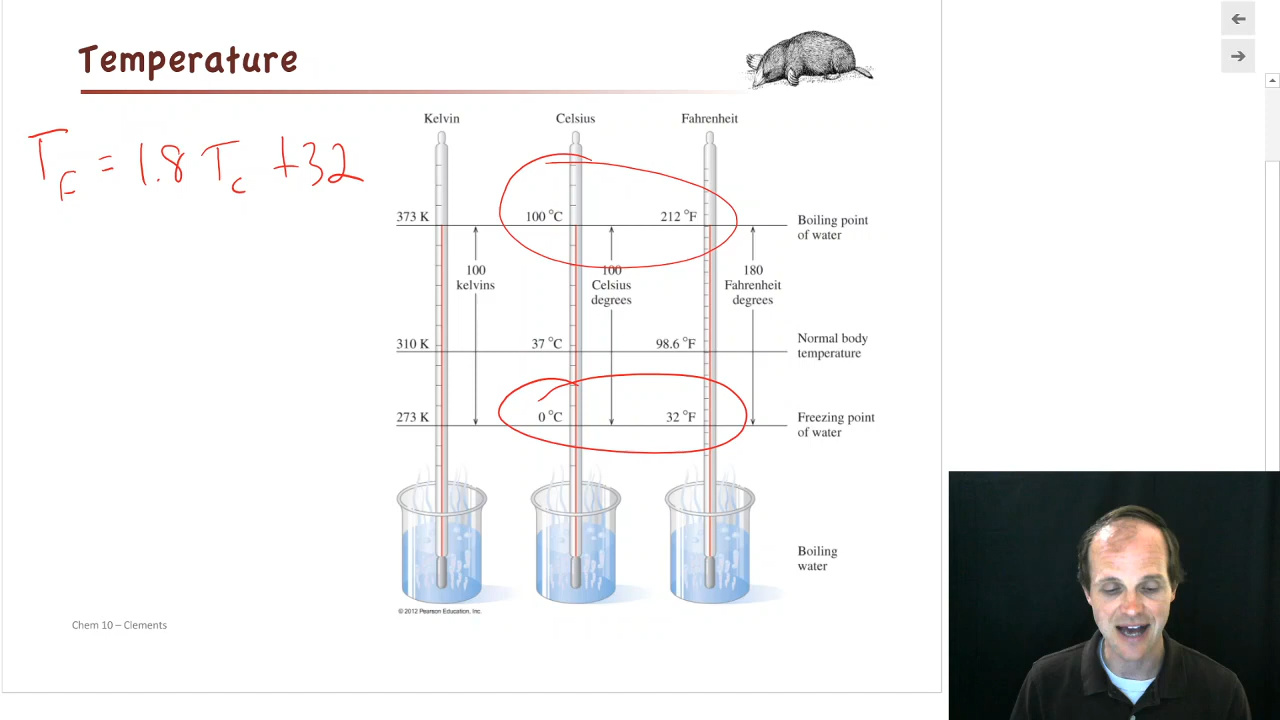 Temperature
T_F = 1.8 T_C + 32
Kelvin Celsius Fahrenheit
373 K 100 °C 212 °F Boiling point
of water
100
kelvins
100
Celsius
degrees
180
Fahrenheit
degrees
310 K 37 °C 98.6 °F Normal body
temperature
273 K 0 °C 32 °F Freezing point
of water
Boiling
water
© 2012 Pearson Education, Inc.
Chem 10 – Clements